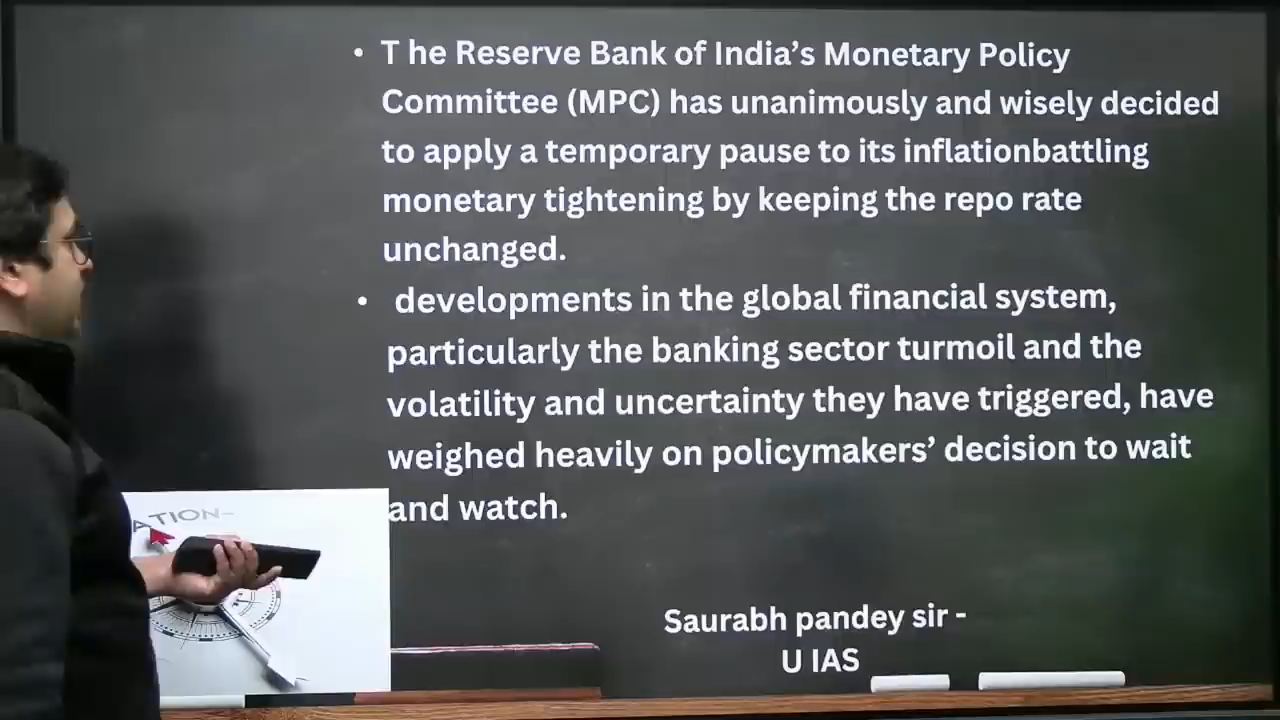 • T he Reserve Bank of India’s Monetary Policy
Committee (MPC) has unanimously and wisely decided
to apply a temporary pause to its inflationbattling
monetary tightening by keeping the repo rate
unchanged.
• developments in the global financial system,
particularly the banking sector turmoil and the
volatility and uncertainty they have triggered, have
weighed heavily on policymakers’ decision to wait
and watch.
ATION-
Saurabh pandey sir -
U IAS